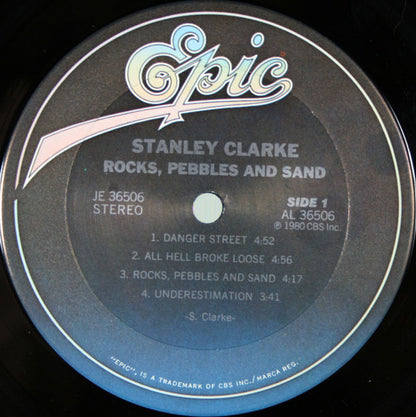 Epic
STANLEY CLARKE
ROCKS, PEBBLES AND SAND
JE 36506
STEREO
SIDE 1
AL 36506
℗ 1980 CBS Inc.
1. DANGER STREET 4:52
2. ALL HELL BROKE LOOSE 4:56
3. ROCKS, PEBBLES AND SAND 4:17
4. UNDERESTIMATION 3:41
-S. Clarke-
"EPIC", IS A TRADEMARK OF CBS INC./MARCA REG.